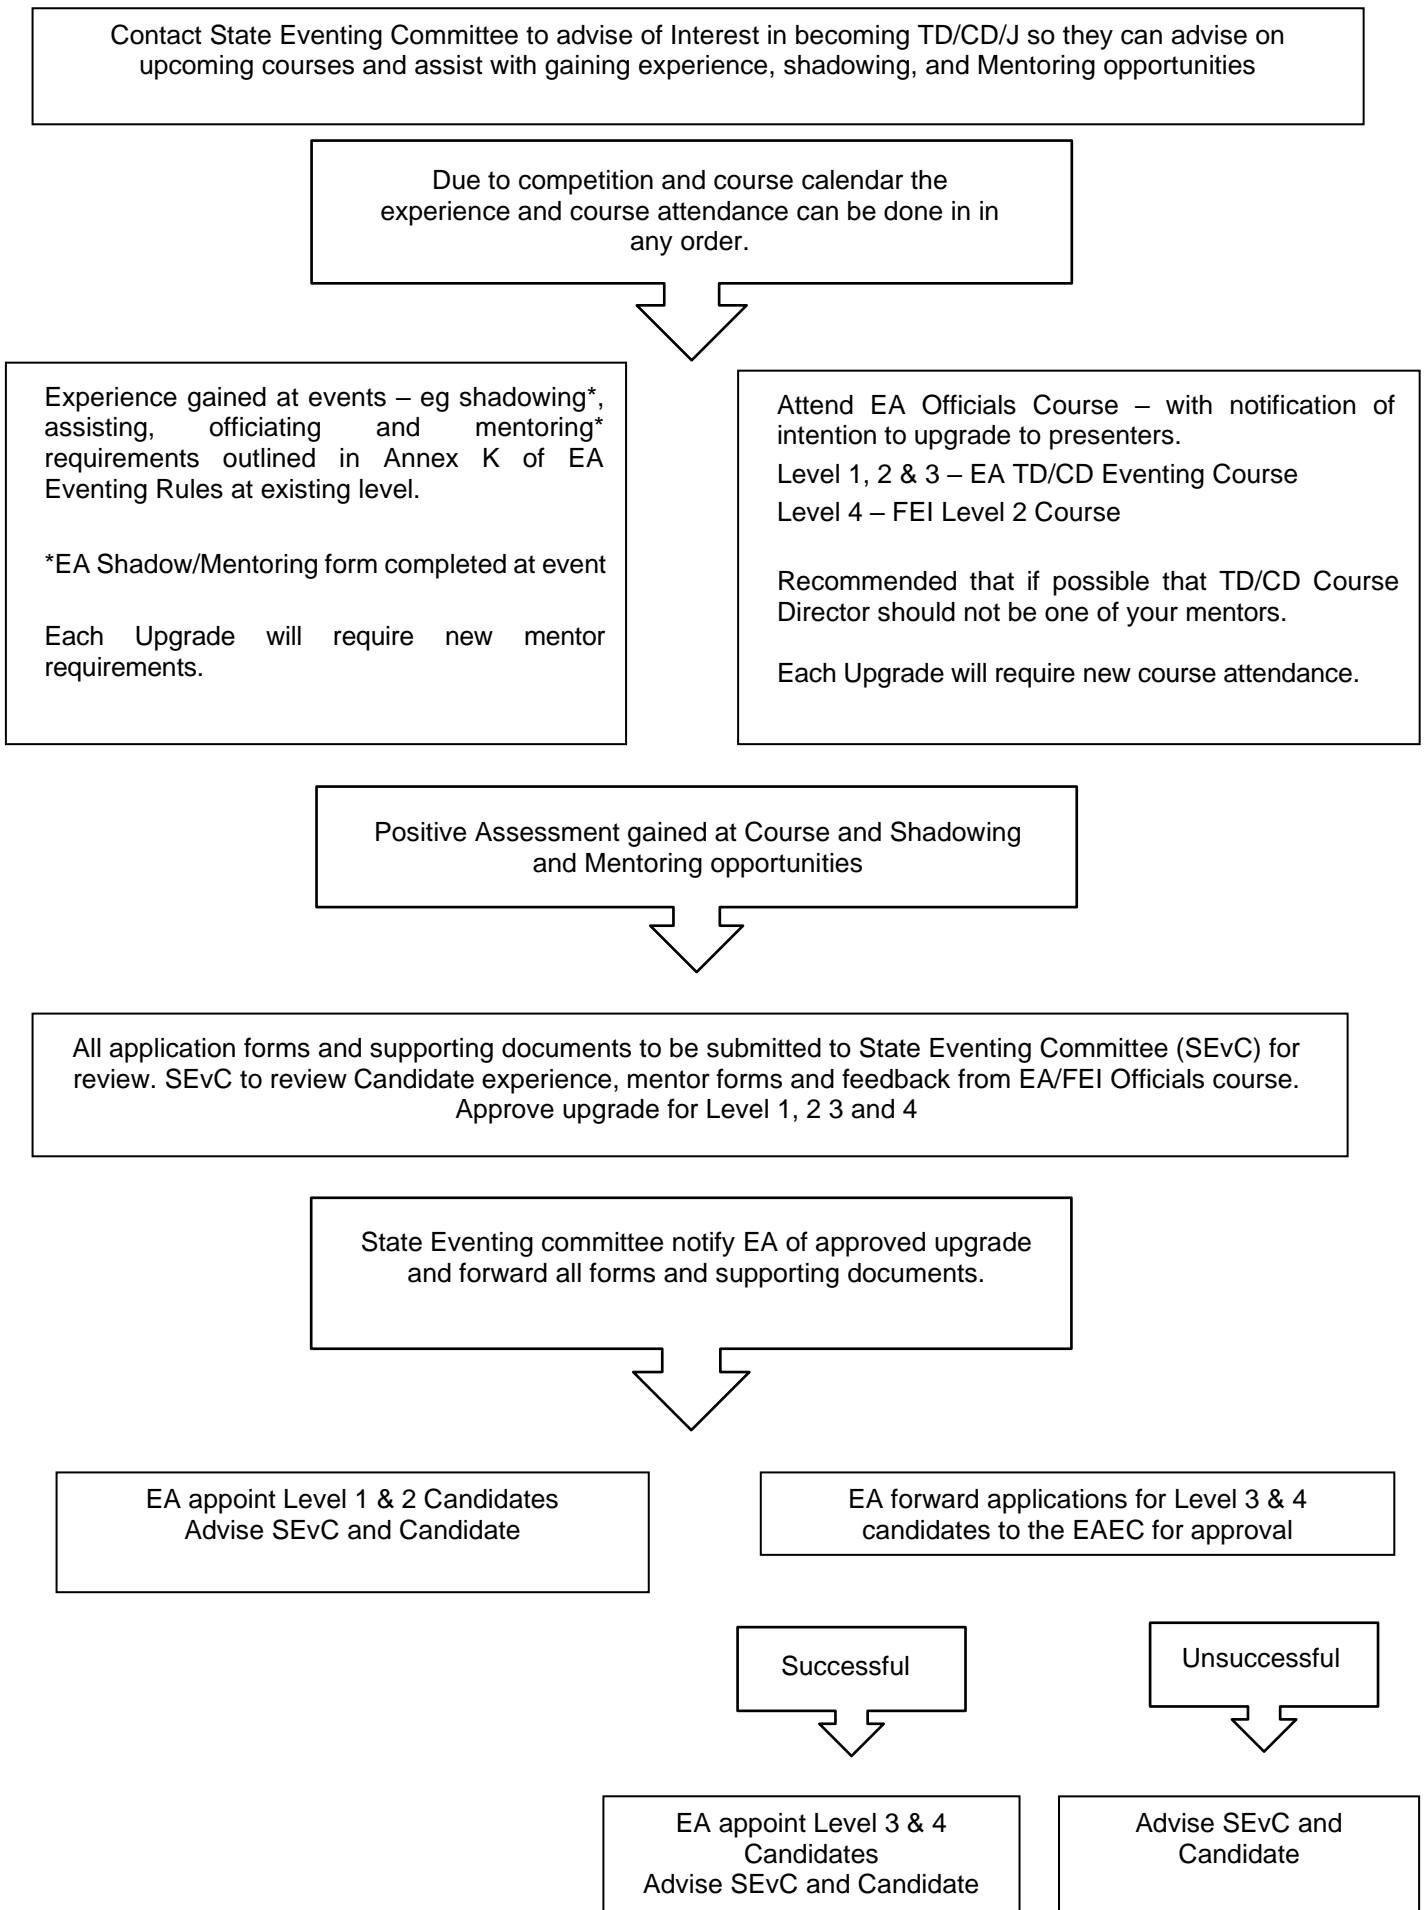 Contact State Eventing Committee to advise of Interest in becoming TD/CD/J so they can advise on
upcoming courses and assist with gaining experience, shadowing, and Mentoring opportunities
Due to competition and course calendar the
experience and course attendance can be done in in
any order.
Experience gained at events – eg shadowing*,
assisting, officiating and mentoring*
requirements outlined in Annex K of EA
Eventing Rules at existing level.
*EA Shadow/Mentoring form completed at event
Each Upgrade will require new mentor
requirements.
Attend EA Officials Course – with notification of
intention to upgrade to presenters.
Level 1, 2 & 3 – EA TD/CD Eventing Course
Level 4 – FEI Level 2 Course
Recommended that if possible that TD/CD Course
Director should not be one of your mentors.
Each Upgrade will require new course attendance.
Positive Assessment gained at Course and Shadowing
and Mentoring opportunities
All application forms and supporting documents to be submitted to State Eventing Committee (SEvC) for
review. SEvC to review Candidate experience, mentor forms and feedback from EA/FEI Officials course.
Approve upgrade for Level 1, 2 3 and 4
State Eventing committee notify EA of approved upgrade
and forward all forms and supporting documents.
EA appoint Level 1 & 2 Candidates
Advise SEvC and Candidate
EA forward applications for Level 3 & 4
candidates to the EAEC for approval
Successful
Unsuccessful
EA appoint Level 3 & 4
Candidates
Advise SEvC and Candidate
Advise SEvC and
Candidate